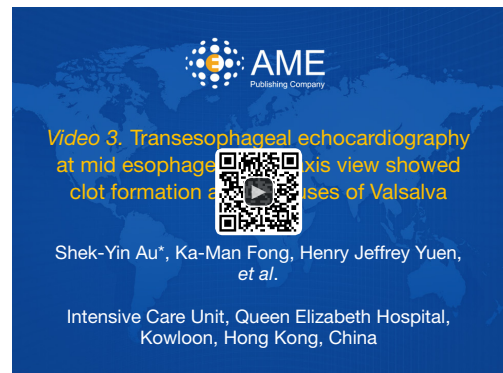 AME
Publishing Company
Video 3. Transesophageal echocardiography
at mid esophage axis view showed
clot formation a uses of Valsalva
Shek-Yin Au*, Ka-Man Fong, Henry Jeffrey Yuen,
et al.
Intensive Care Unit, Queen Elizabeth Hospital,
Kowloon, Hong Kong, China